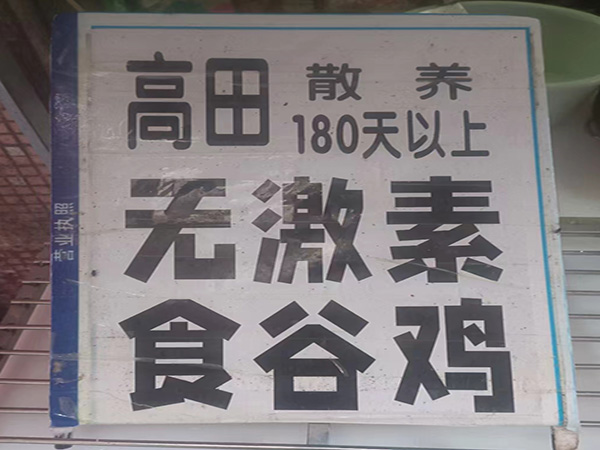 高田 散养
180天以上
无激素
食谷鸡
营业执照